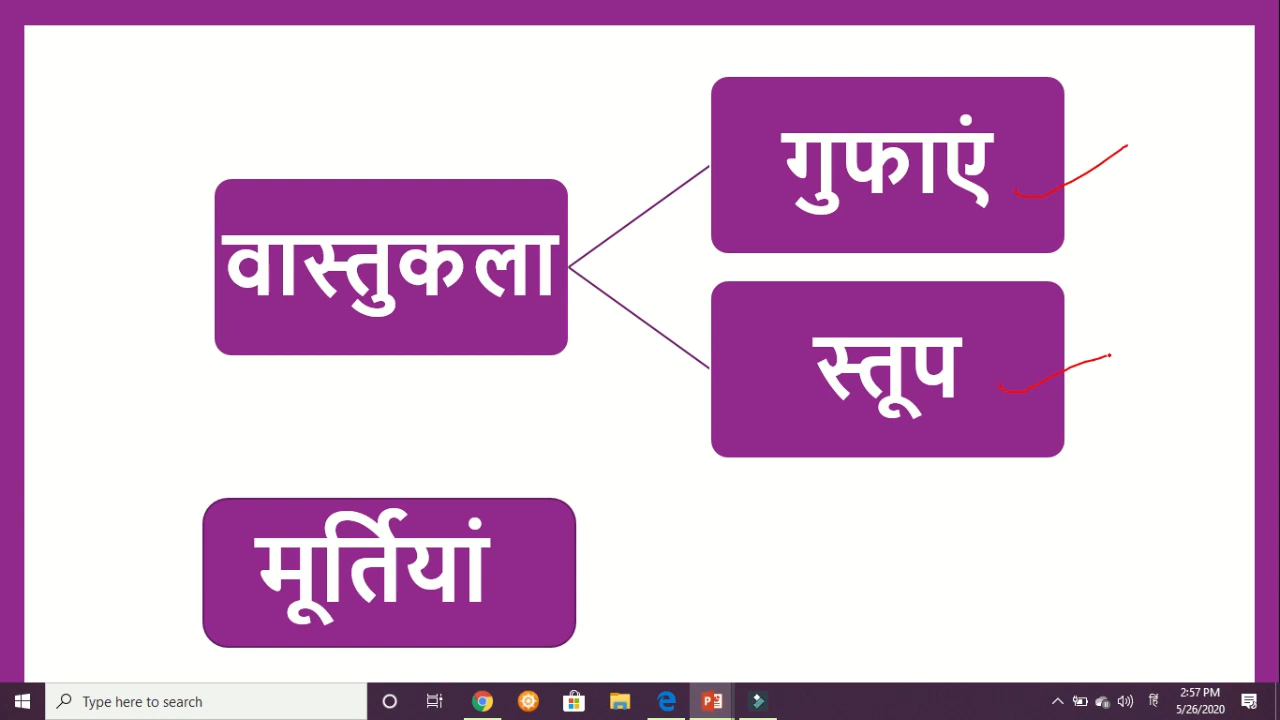 वास्तुकला
गुफाएं
स्तूप
मूर्तियां
Type here to search
हिं
2:57 PM
5/26/2020